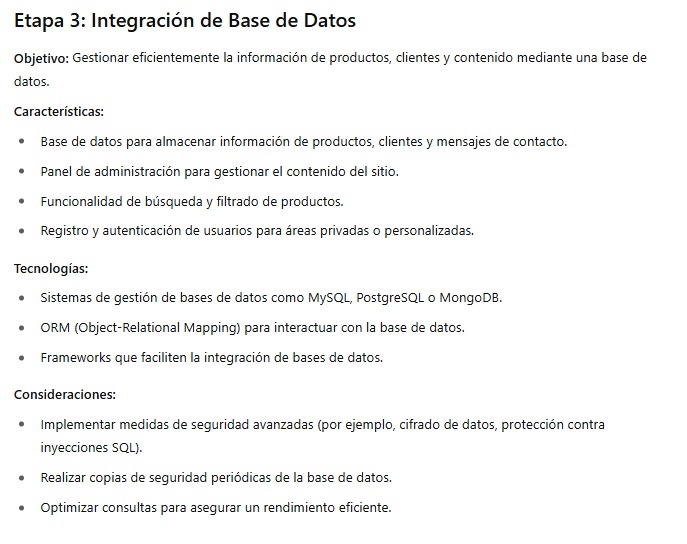 Etapa 3: Integración de Base de Datos
Objetivo: Gestionar eficientemente la información de productos, clientes y contenido mediante una base de
datos.
Características:
• Base de datos para almacenar información de productos, clientes y mensajes de contacto.
• Panel de administración para gestionar el contenido del sitio.
• Funcionalidad de búsqueda y filtrado de productos.
• Registro y autenticación de usuarios para áreas privadas o personalizadas.
Tecnologías:
• Sistemas de gestión de bases de datos como MySQL, PostgreSQL o MongoDB.
• ORM (Object-Relational Mapping) para interactuar con la base de datos.
• Frameworks que faciliten la integración de bases de datos.
Consideraciones:
• Implementar medidas de seguridad avanzadas (por ejemplo, cifrado de datos, protección contra
inyecciones SQL).
• Realizar copias de seguridad periódicas de la base de datos.
• Optimizar consultas para asegurar un rendimiento eficiente.